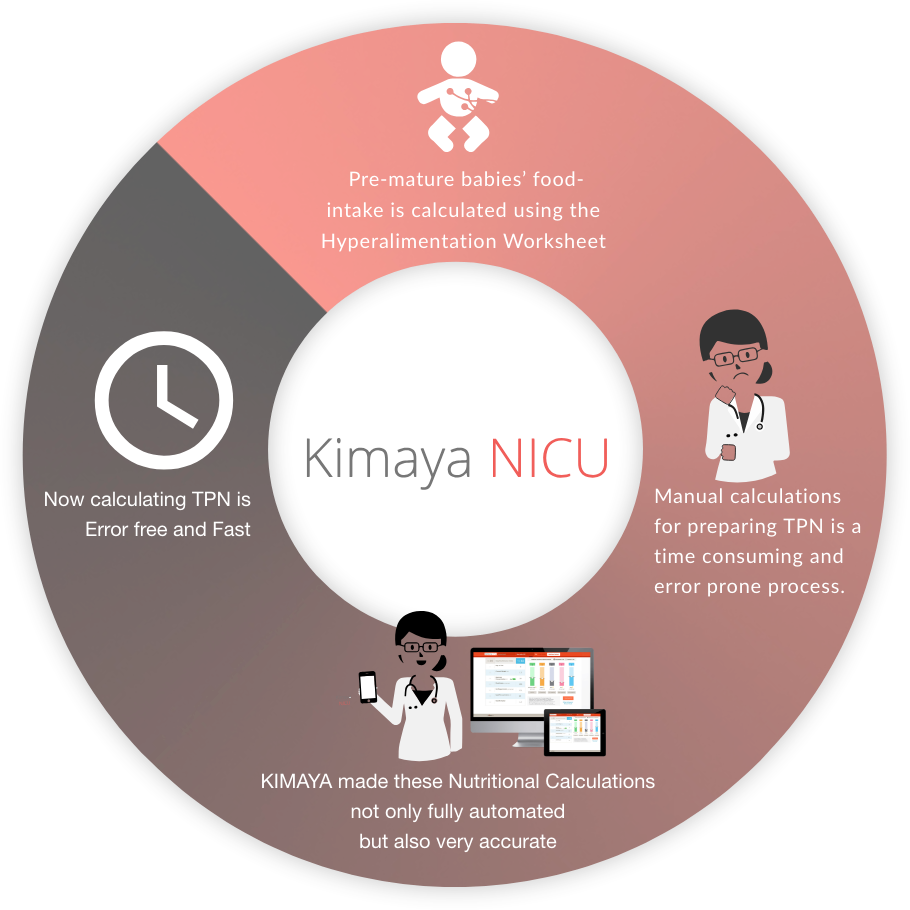 Pre-mature babies’ food-
intake is calculated using the
Hyperalimentation Worksheet
Manual calculations
for preparing TPN is a
time consuming and
error prone process.
KIMAYA made these Nutritional Calculations
not only fully automated
but also very accurate
Now calculating TPN is
Error free and Fast
Kimaya NICU